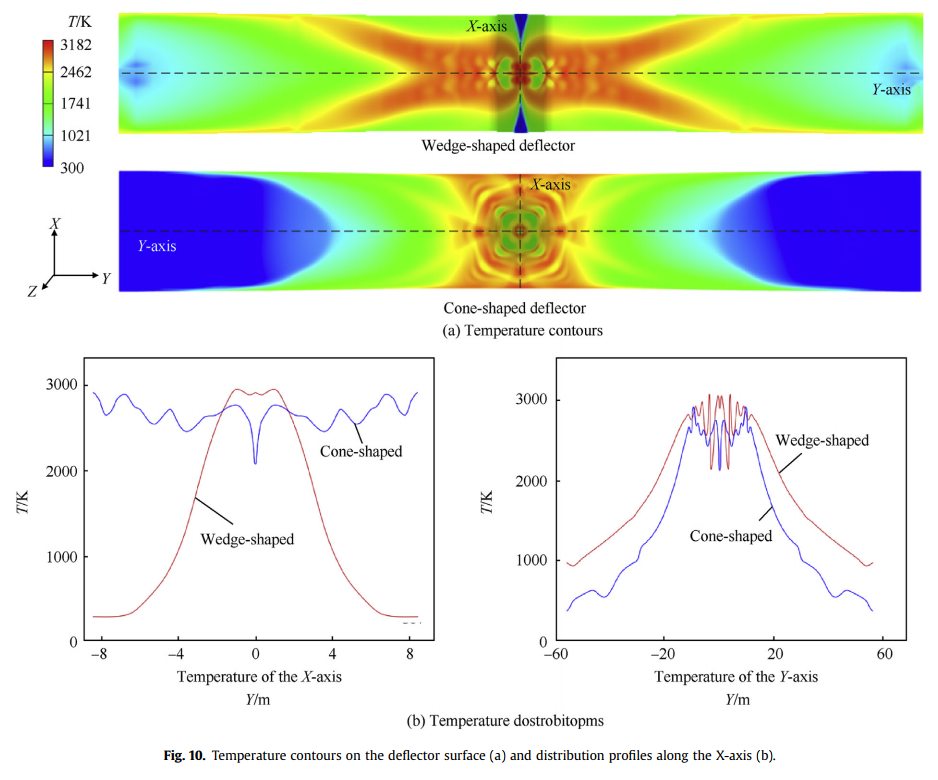 T/K
3182
2462
1741
1021
300
X-axis
Y-axis
Wedge-shaped deflector
X-axis
Y-axis
X
Y
Z
Cone-shaped deflector
(a) Temperature contours
3000
2000
1000
0
T/K
Cone-shaped
Wedge-shaped
−8
−4
0
4
8
Temperature of the X-axis
Y/m
3000
2000
1000
0
T/K
Wedge-shaped
Cone-shaped
−60
−20
20
60
Temperature of the Y-axis
Y/m
(b) Temperature dostrobitopms
Fig. 10. Temperature contours on the deflector surface (a) and distribution profiles along the X-axis (b).